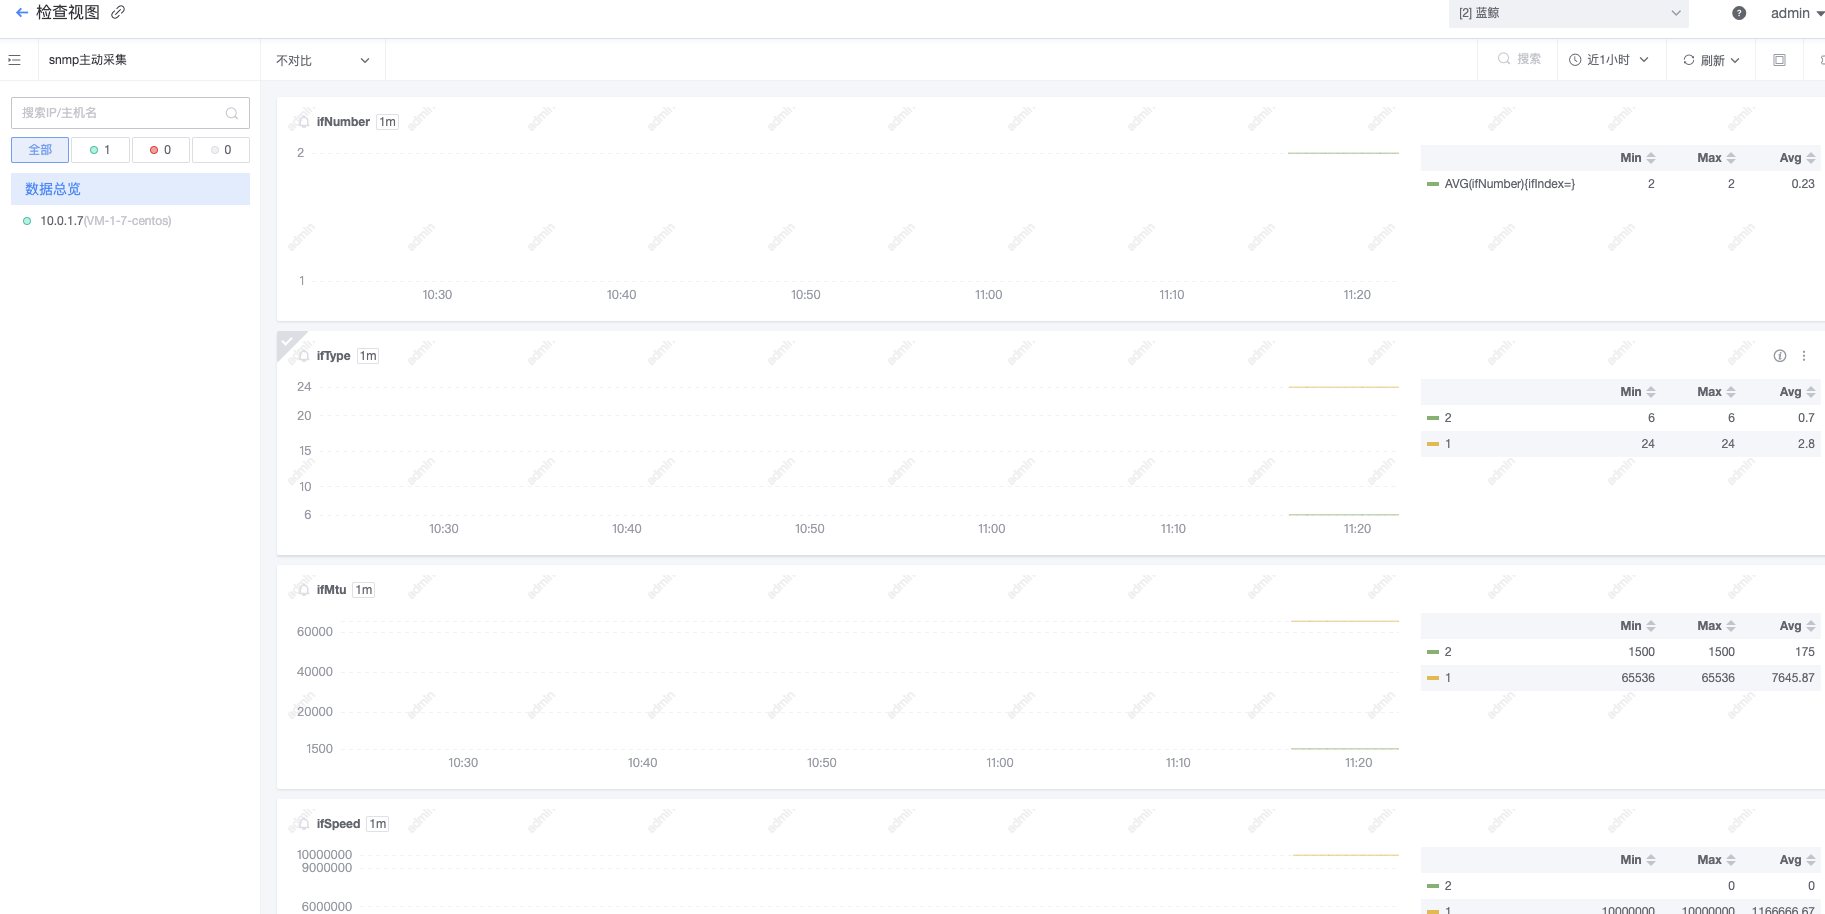 检查视图
[2] 蓝鲸
admin
snmp主动采集
不对比
搜索
近1小时
刷新
搜索IP/主机名
全部
1
0
0
数据总览
10.0.1.7(VM-1-7-centos)
ifNumber 1m
2
1
10:30 10:40 10:50 11:00 11:10 11:20
Min Max Avg
AVG(ifNumber){ifIndex=} 2 2 0.23
ifType 1m
24
20
15
10
6
10:30 10:40 10:50 11:00 11:10 11:20
Min Max Avg
2 6 6 0.7
1 24 24 2.8
ifMtu 1m
60000
40000
20000
1500
10:30 10:40 10:50 11:00 11:10 11:20
Min Max Avg
2 1500 1500 175
1 65536 65536 7645.87
ifSpeed 1m
10000000
9000000
6000000
Min Max Avg
2 0 0
1 10000000 10000000 1166666.67